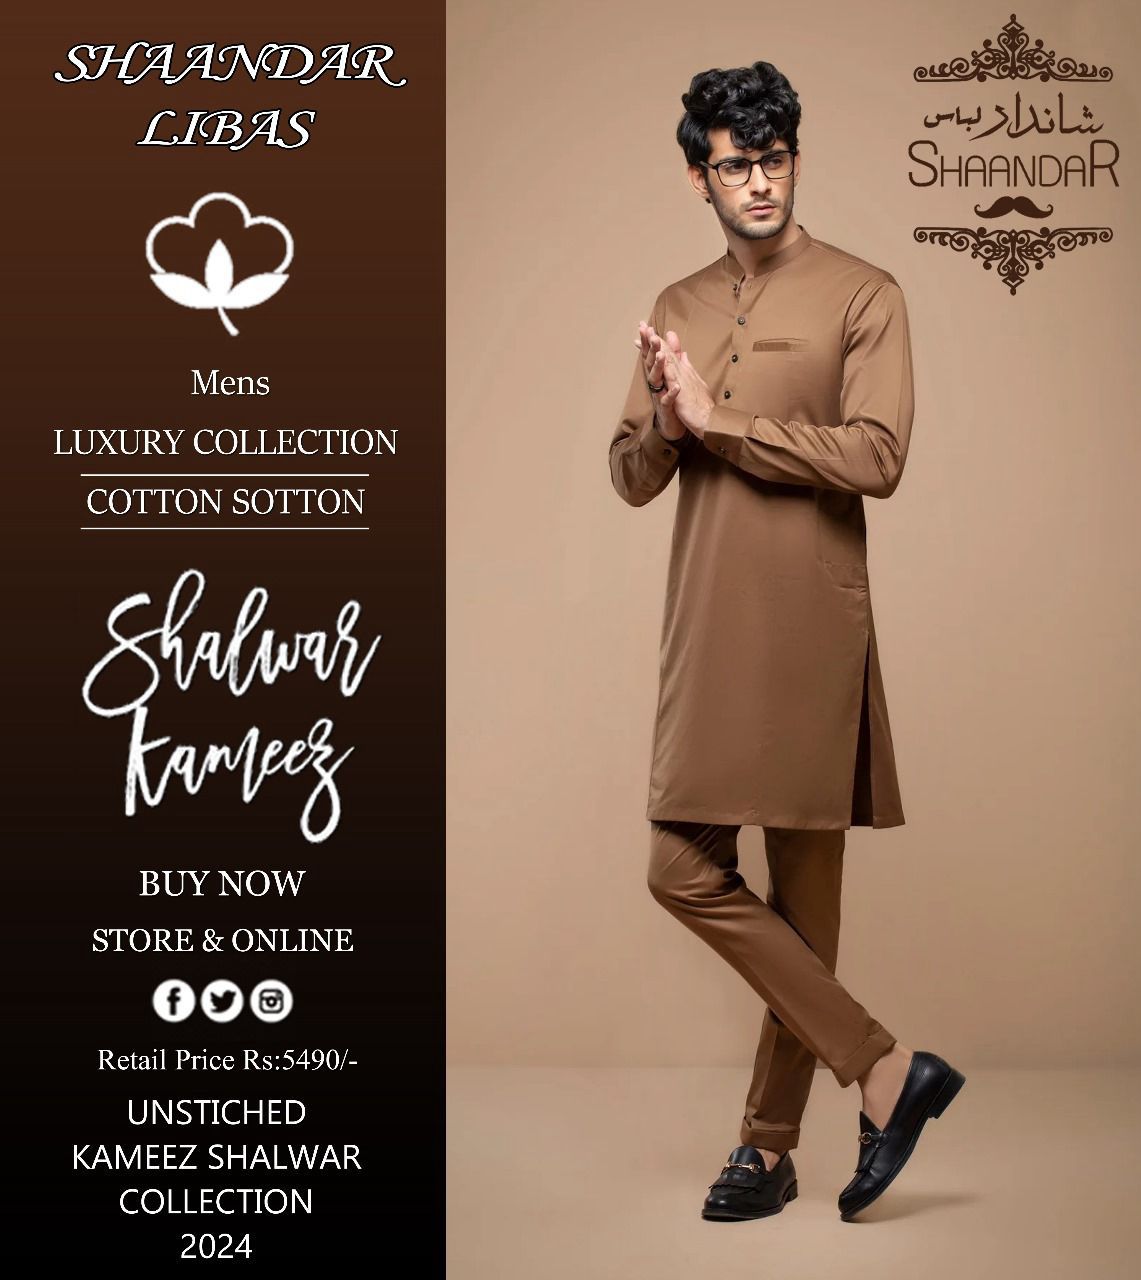 SHAANDAR
LIBAS
Mens
LUXURY COLLECTION
COTTON SOTTON
Shalwar
Kameez
BUY NOW
STORE & ONLINE
Retail Price Rs:5490/-
UNSTICHED
KAMEEZ SHALWAR
COLLECTION
2024
شاندار لباس
SHAANDAR